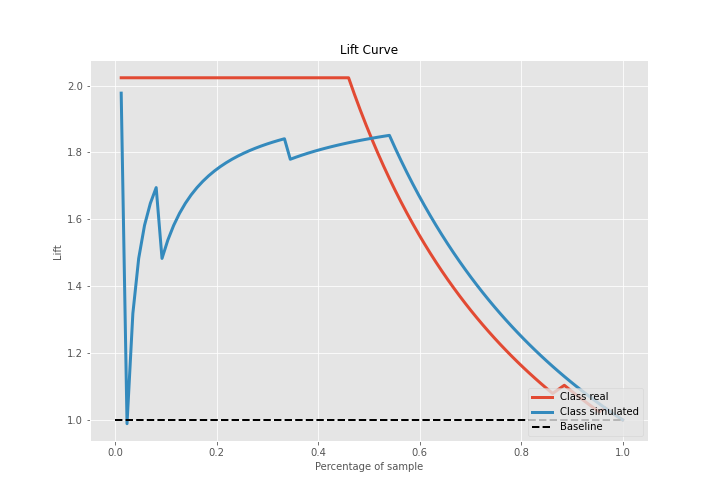 Lift Curve
2.0
1.8
1.6
1.4
1.2
1.0
Lift
0.0
0.2
0.4
0.6
0.8
1.0
Percentage of sample
Class real
Class simulated
Baseline